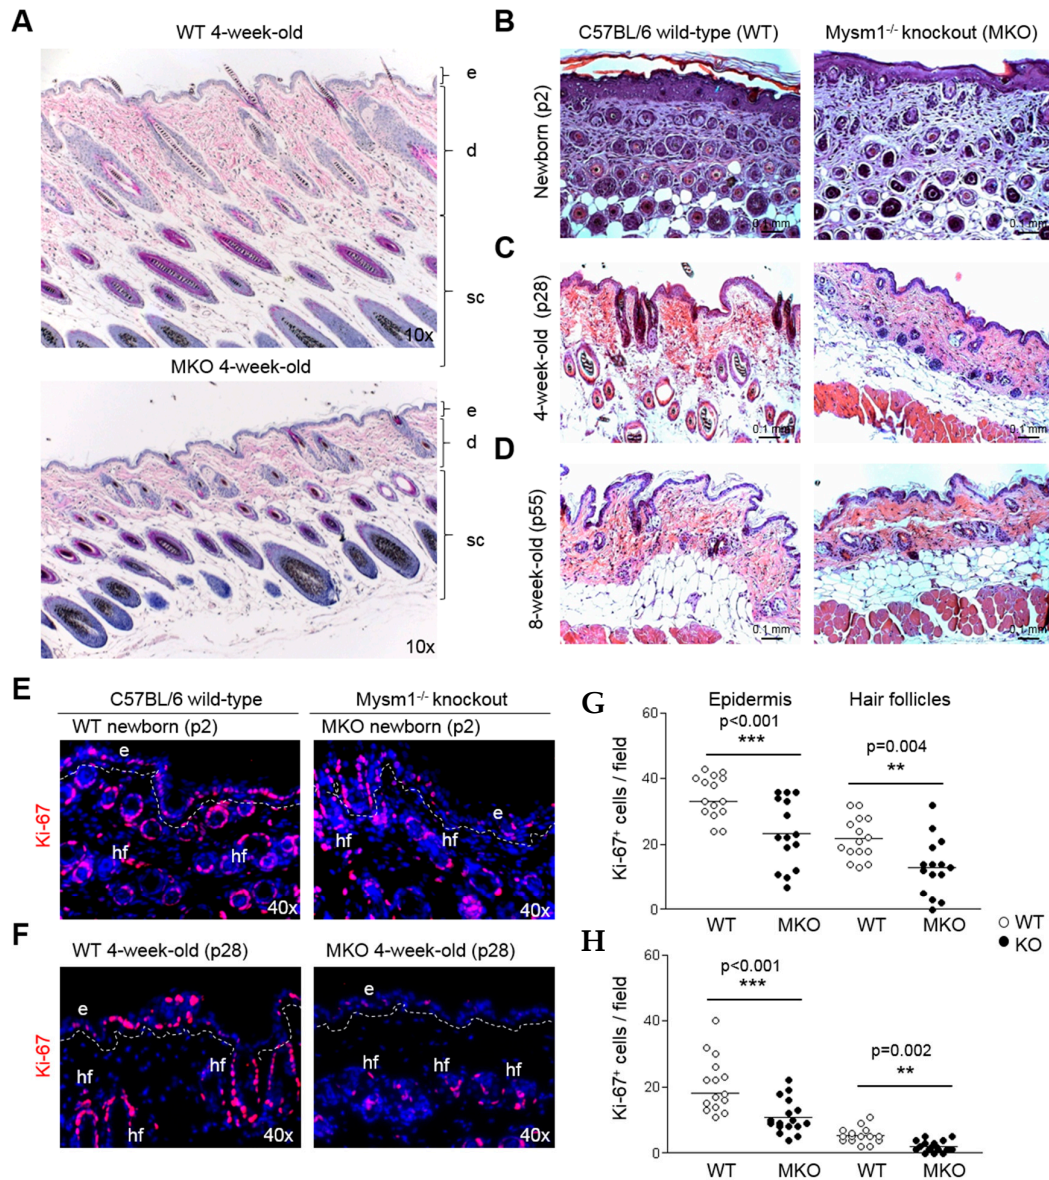 A
WT 4-week-old
e
d
sc
10x
MKO 4-week-old
e
d
sc
10x
B
C57BL/6 wild-type (WT)
Mysm1-/- knockout (MKO)
Newborn (p2)
0.1 mm
0.1 mm
C
4-week-old (p28)
0.1 mm
0.1 mm
D
8-week-old (p55)
0.1 mm
0.1 mm
E
C57BL/6 wild-type
Mysm1-/- knockout
WT newborn (p2)
MKO newborn (p2)
Ki-67
e
hf
hf
40x
e
hf
hf
40x
F
WT 4-week-old (p28)
MKO 4-week-old (p28)
Ki-67
e
hf
hf
hf
40x
e
hf
hf
hf
40x
G
Epidermis
Hair follicles
p<0.001
***
p=0.004
**
Ki-67+ cells / field
60
40
20
0
WT
MKO
WT
MKO
WT
KO
H
p<0.001
***
p=0.002
**
Ki-67+ cells / field
60
40
20
0
WT
MKO
WT
MKO